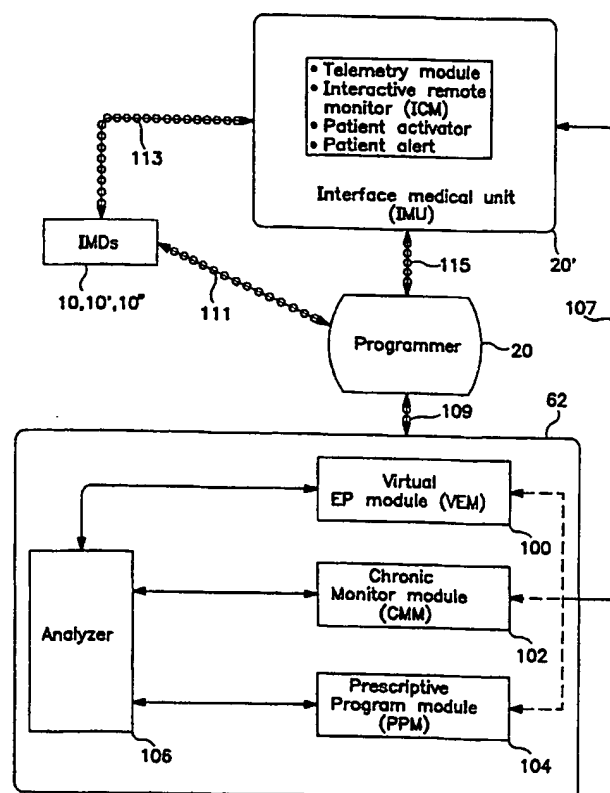 • Telemetry module
• Interactive remote
monitor (ICM)
• Patient activator
• Patient alert
Interface medical unit
(IMU)
113
IMDs
10,10',10"
111
115
20'
107
Programmer
20
109
62
Virtual
EP module (VEM)
100
Chronic
Monitor module
(CMM)
102
Analyzer
Prescriptive
Program module
(PPM)
106
104